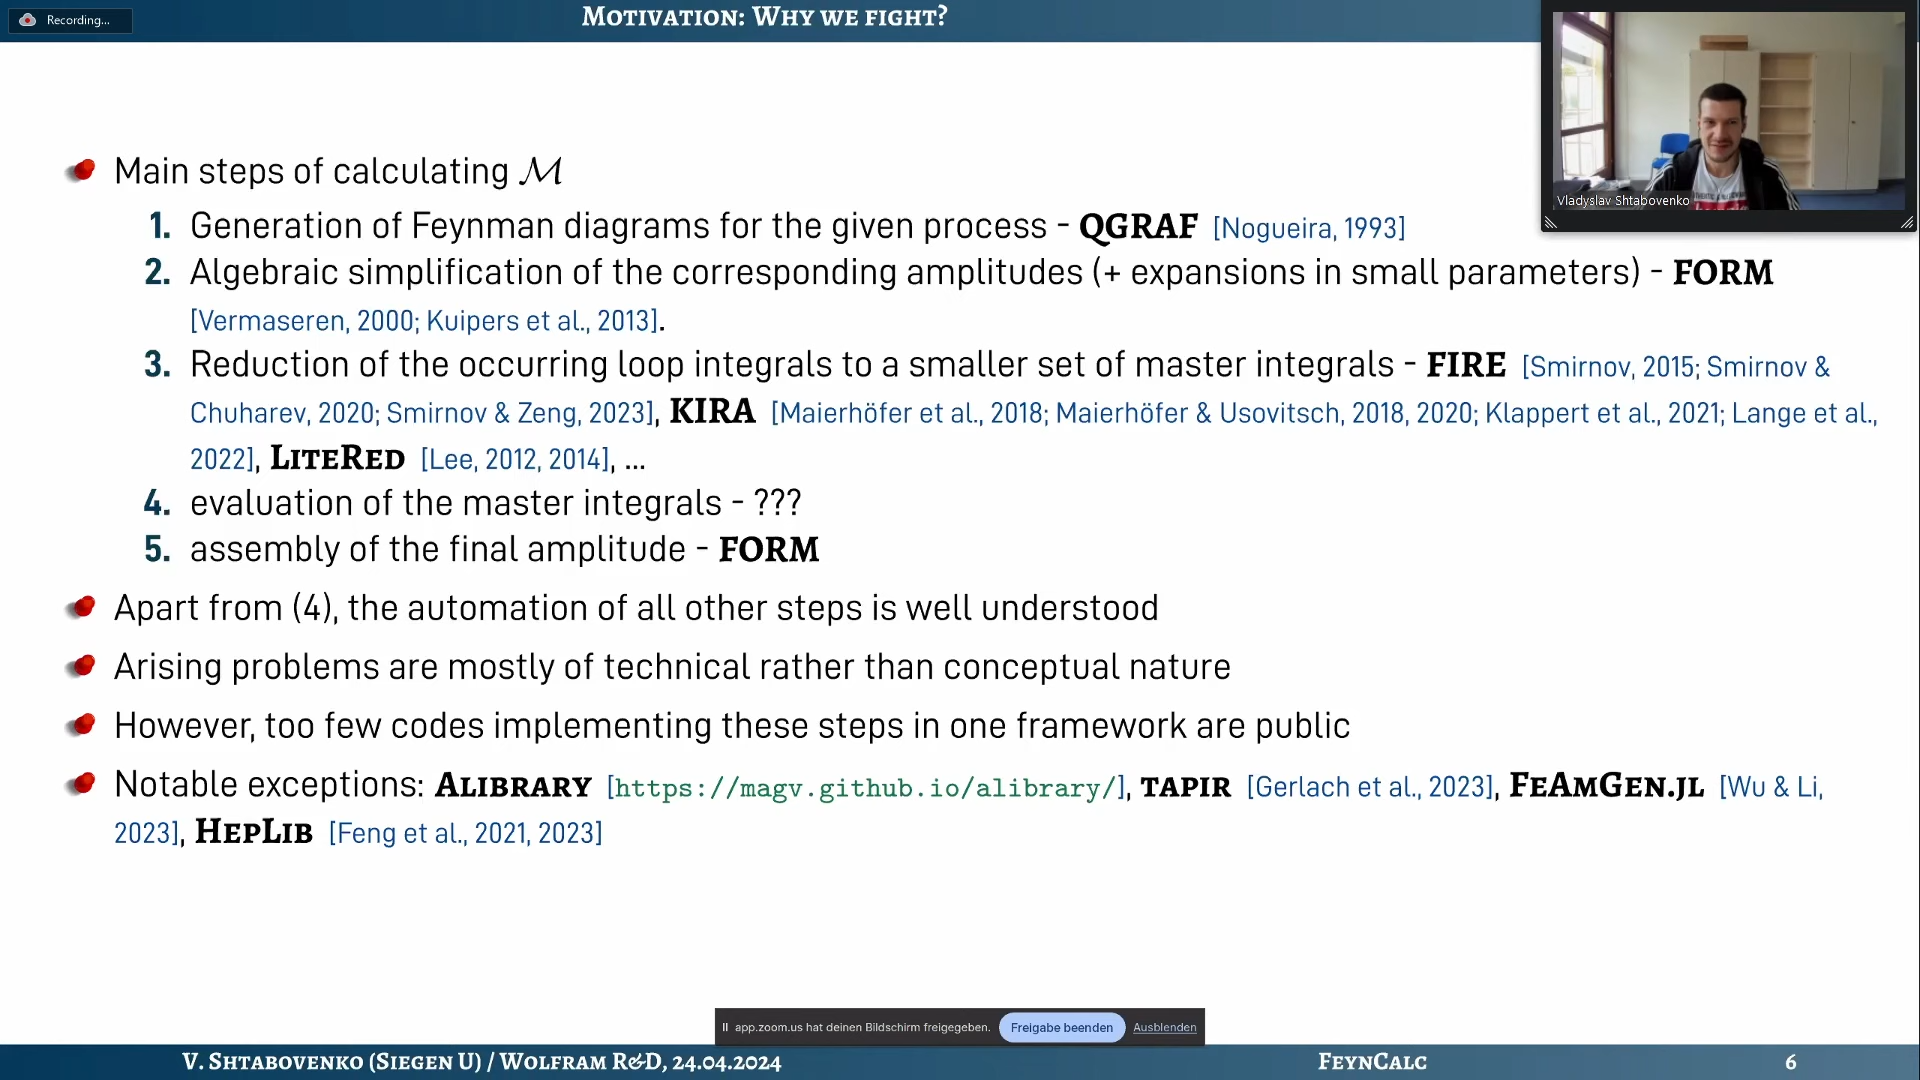 Recording...
Motivation: Why we fight?
Vladyslav Shtabovenko
Main steps of calculating ℳ
1. Generation of Feynman diagrams for the given process - QGRAF [Nogueira, 1993]
2. Algebraic simplification of the corresponding amplitudes (+ expansions in small parameters) - FORM
[Vermaseren, 2000; Kuipers et al., 2013].
3. Reduction of the occurring loop integrals to a smaller set of master integrals - FIRE [Smirnov, 2015; Smirnov &
Chuharev, 2020; Smirnov & Zeng, 2023], KIRA [Maierhöfer et al., 2018; Maierhöfer & Usovitsch, 2018, 2020; Klappert et al., 2021; Lange et al.,
2022], LiteRed [Lee, 2012, 2014], ...
4. evaluation of the master integrals - ???
5. assembly of the final amplitude - FORM
Apart from (4), the automation of all other steps is well understood
Arising problems are mostly of technical rather than conceptual nature
However, too few codes implementing these steps in one framework are public
Notable exceptions: Alibrary [https://magv.github.io/alibrary/], tapir [Gerlach et al., 2023], FeAmGen.jl [Wu & Li,
2023], HepLib [Feng et al., 2021, 2023]
app.zoom.us hat deinen Bildschirm freigegeben. Freigabe beenden Ausblenden
V. Shtabovenko (Siegen U) / Wolfram R&D, 24.04.2024 FeynCalc 6